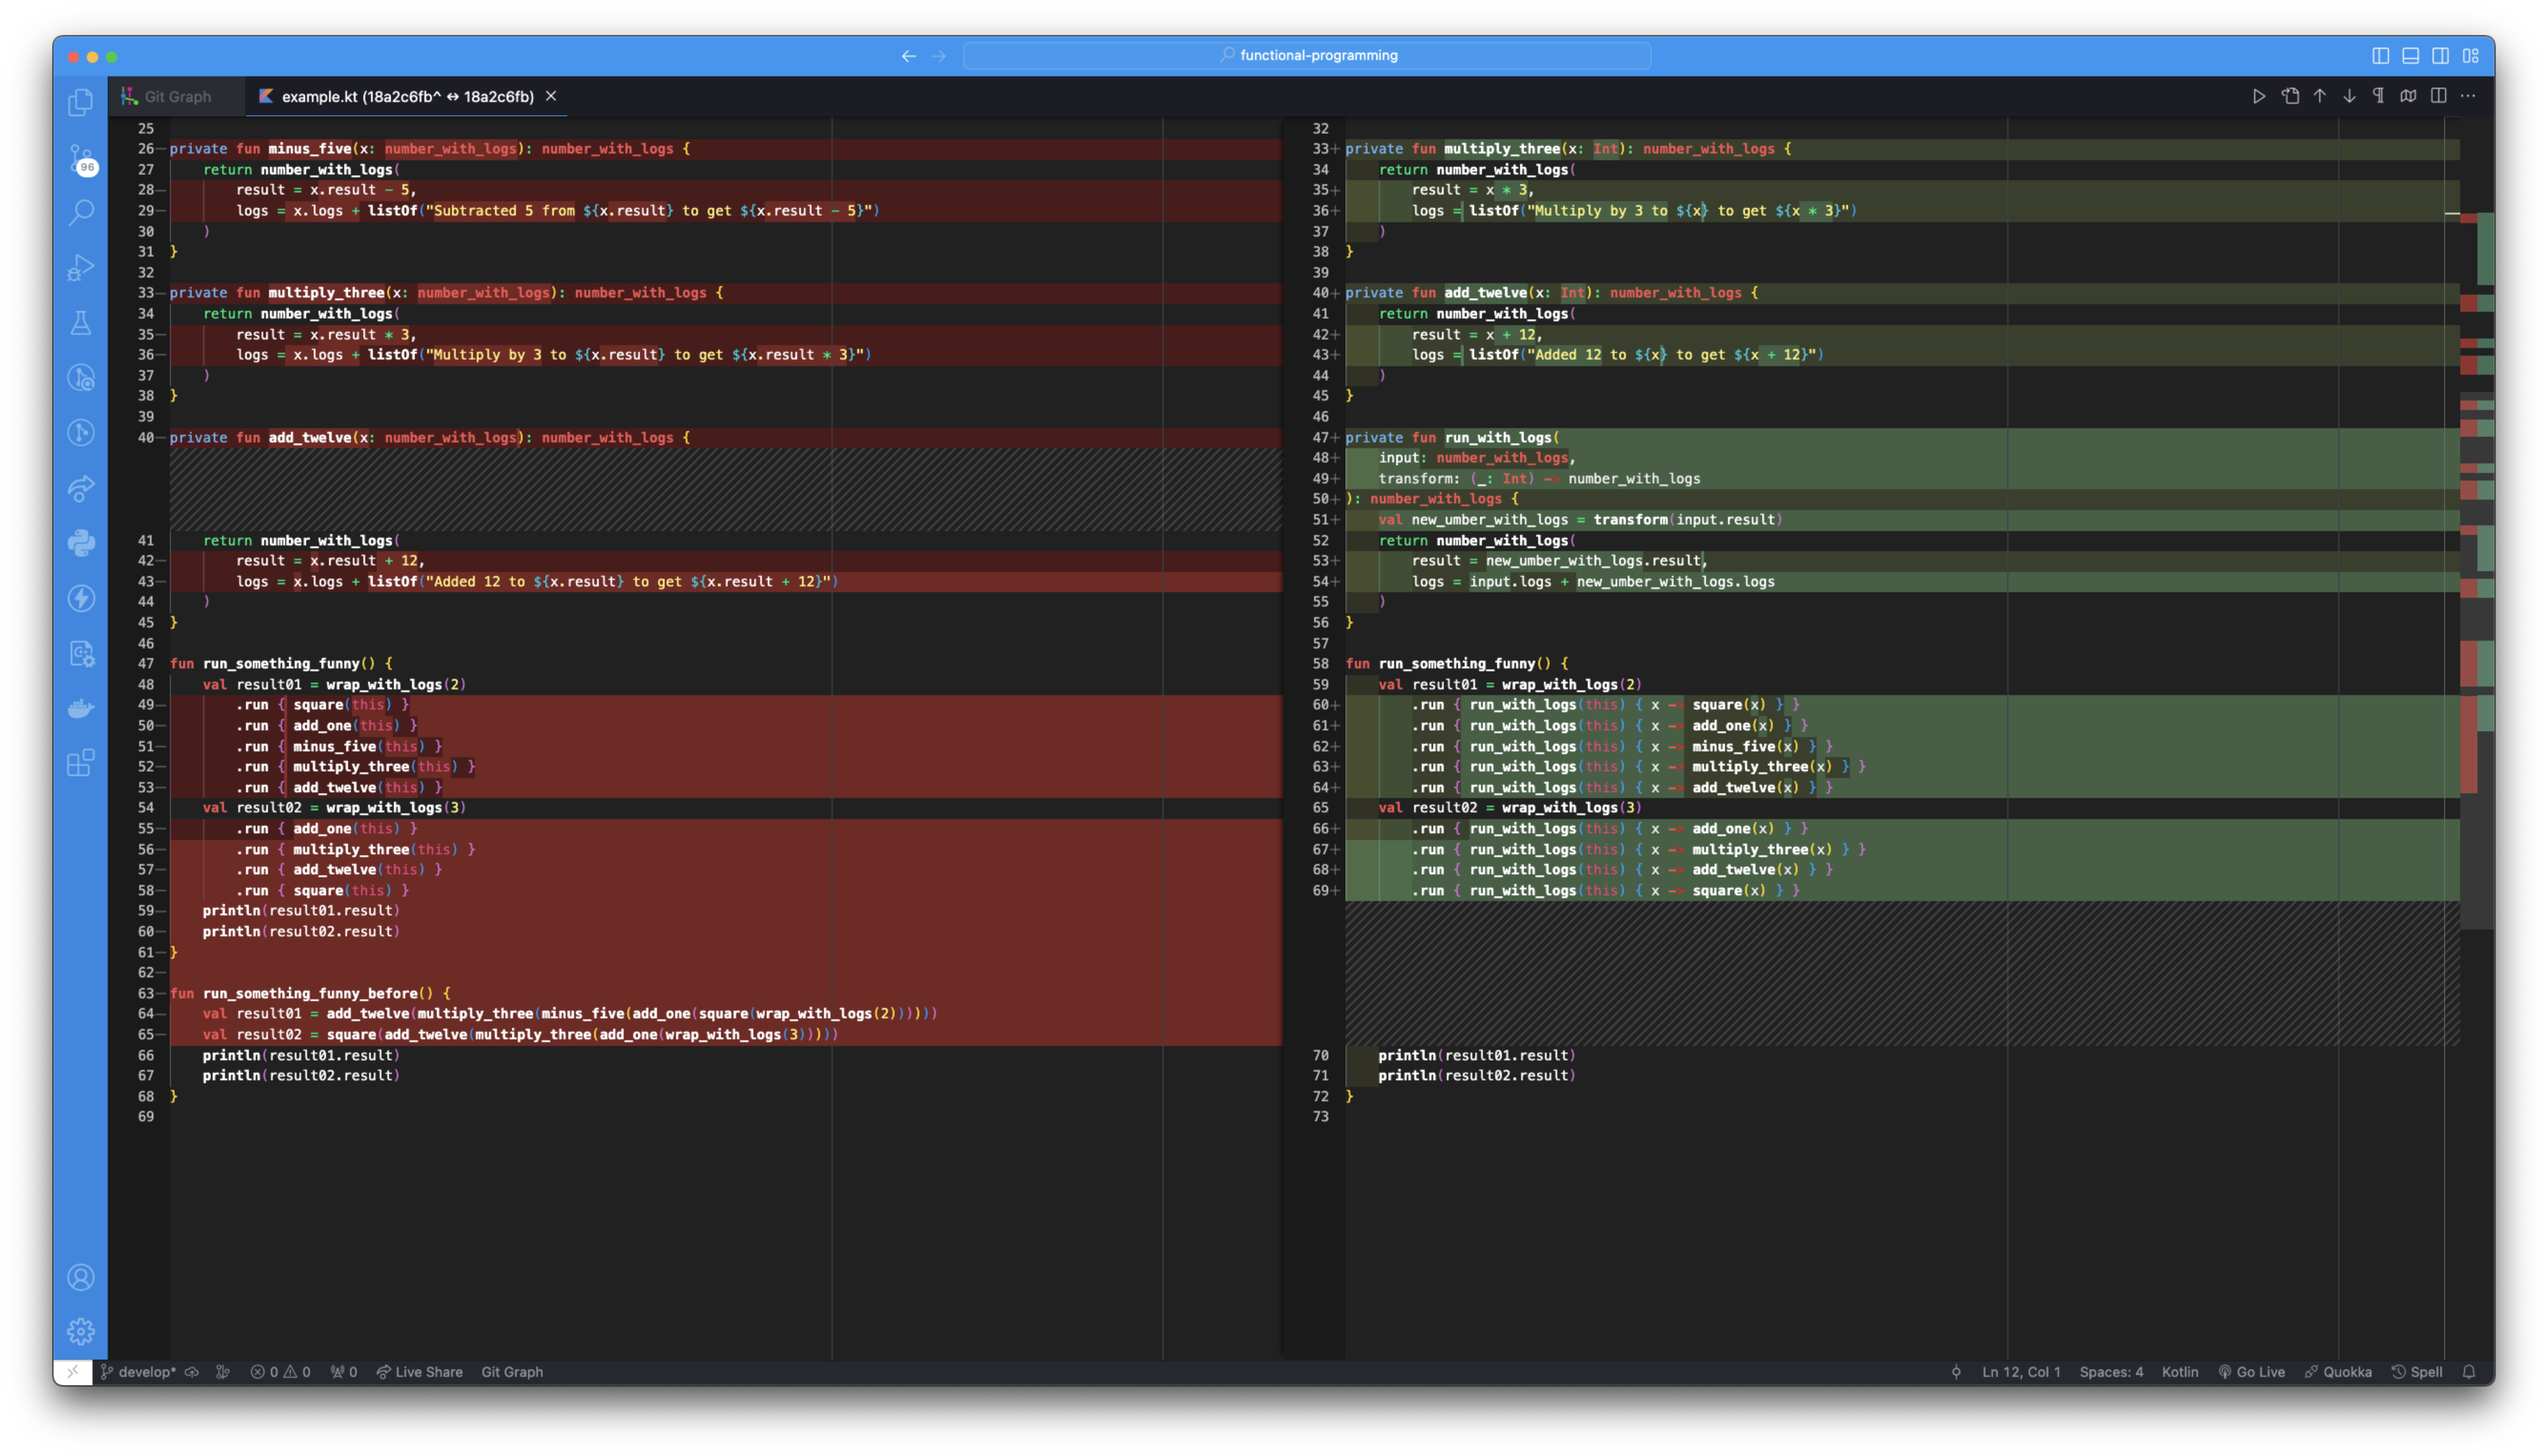 functional-programming
Git Graph
example.kt (18a2c6fb^ ↔ 18a2c6fb)
96
25
26— private fun minus_five(x: number_with_logs): number_with_logs {
27     return number_with_logs(
28—         result = x.result - 5,
29—         logs = x.logs + listOf("Subtracted 5 from ${x.result} to get ${x.result - 5}")
30     )
31 }
32
33— private fun multiply_three(x: number_with_logs): number_with_logs {
34     return number_with_logs(
35—         result = x.result * 3,
36—         logs = x.logs + listOf("Multiply by 3 to ${x.result} to get ${x.result * 3}")
37     )
38 }
39
40— private fun add_twelve(x: number_with_logs): number_with_logs {
41     return number_with_logs(
42—         result = x.result + 12,
43—         logs = x.logs + listOf("Added 12 to ${x.result} to get ${x.result + 12}")
44     )
45 }
46
47 fun run_something_funny() {
48     val result01 = wrap_with_logs(2)
49—         .run { square(this) }
50—         .run { add_one(this) }
51—         .run { minus_five(this) }
52—         .run { multiply_three(this) }
53—         .run { add_twelve(this) }
54     val result02 = wrap_with_logs(3)
55—         .run { add_one(this) }
56—         .run { multiply_three(this) }
57—         .run { add_twelve(this) }
58—         .run { square(this) }
59—     println(result01.result)
60—     println(result02.result)
61— }
62—
63— fun run_something_funny_before() {
64—     val result01 = add_twelve(multiply_three(minus_five(add_one(square(wrap_with_logs(2))))))
65—     val result02 = square(add_twelve(multiply_three(add_one(wrap_with_logs(3)))))
66     println(result01.result)
67     println(result02.result)
68 }
69
32
33+ private fun multiply_three(x: Int): number_with_logs {
34     return number_with_logs(
35+         result = x * 3,
36+         logs = listOf("Multiply by 3 to ${x} to get ${x * 3}")
37     )
38 }
39
40+ private fun add_twelve(x: Int): number_with_logs {
41     return number_with_logs(
42+         result = x + 12,
43+         logs = listOf("Added 12 to ${x} to get ${x + 12}")
44     )
45 }
46
47+ private fun run_with_logs(
48+     input: number_with_logs,
49+     transform: (_: Int) -> number_with_logs
50+ ): number_with_logs {
51+     val new_umber_with_logs = transform(input.result)
52     return number_with_logs(
53+         result = new_umber_with_logs.result,
54+         logs = input.logs + new_umber_with_logs.logs
55     )
56 }
57
58 fun run_something_funny() {
59     val result01 = wrap_with_logs(2)
60+         .run { run_with_logs(this) { x -> square(x) } }
61+         .run { run_with_logs(this) { x -> add_one(x) } }
62+         .run { run_with_logs(this) { x -> minus_five(x) } }
63+         .run { run_with_logs(this) { x -> multiply_three(x) } }
64+         .run { run_with_logs(this) { x -> add_twelve(x) } }
65     val result02 = wrap_with_logs(3)
66+         .run { run_with_logs(this) { x -> add_one(x) } }
67+         .run { run_with_logs(this) { x -> multiply_three(x) } }
68+         .run { run_with_logs(this) { x -> add_twelve(x) } }
69+         .run { run_with_logs(this) { x -> square(x) } }
70     println(result01.result)
71     println(result02.result)
72 }
73
develop* 0 0 0 Live Share Git Graph Ln 12, Col 1 Spaces: 4 Kotlin Go Live Quokka Spell